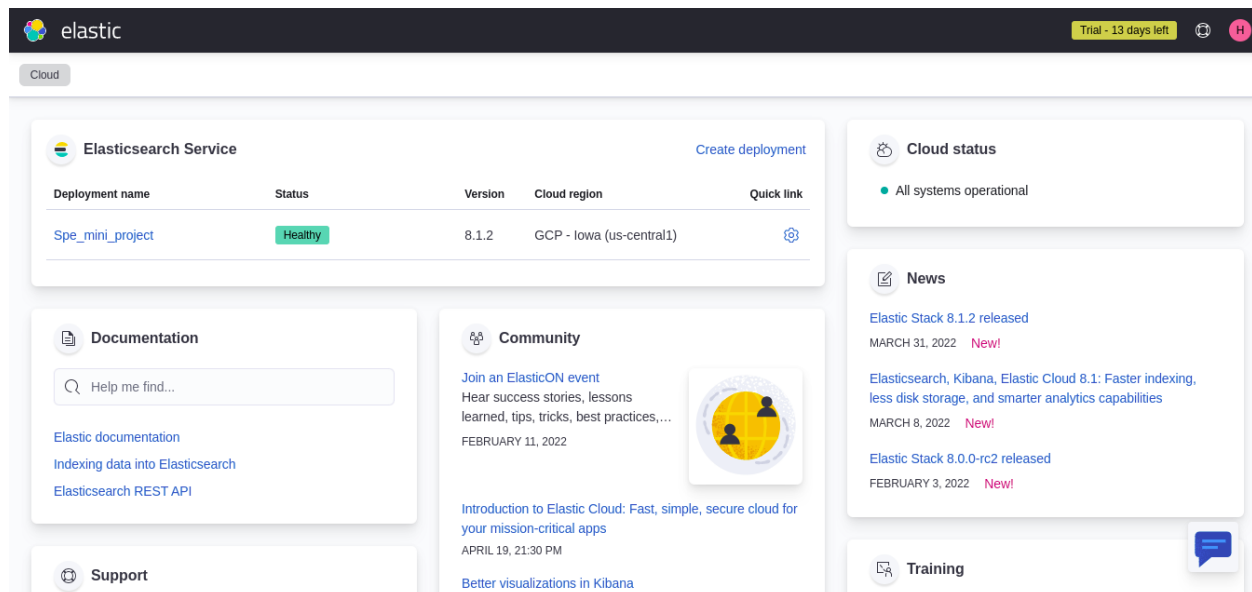 elastic
Trial - 13 days left
H
Cloud
Elasticsearch Service
Create deployment
Deployment name Status Version Cloud region Quick link
Spe_mini_project Healthy 8.1.2 GCP - Iowa (us-central1)
Documentation
Help me find...
Elastic documentation
Indexing data into Elasticsearch
Elasticsearch REST API
Support
Community
Join an ElasticON event
Hear success stories, lessons
learned, tips, tricks, best practices,...
FEBRUARY 11, 2022
Introduction to Elastic Cloud: Fast, simple, secure cloud for
your mission-critical apps
APRIL 19, 21:30 PM
Better visualizations in Kibana
Cloud status
All systems operational
News
Elastic Stack 8.1.2 released
MARCH 31, 2022 New!
Elasticsearch, Kibana, Elastic Cloud 8.1: Faster indexing,
less disk storage, and smarter analytics capabilities
MARCH 8, 2022 New!
Elastic Stack 8.0.0-rc2 released
FEBRUARY 3, 2022 New!
Training